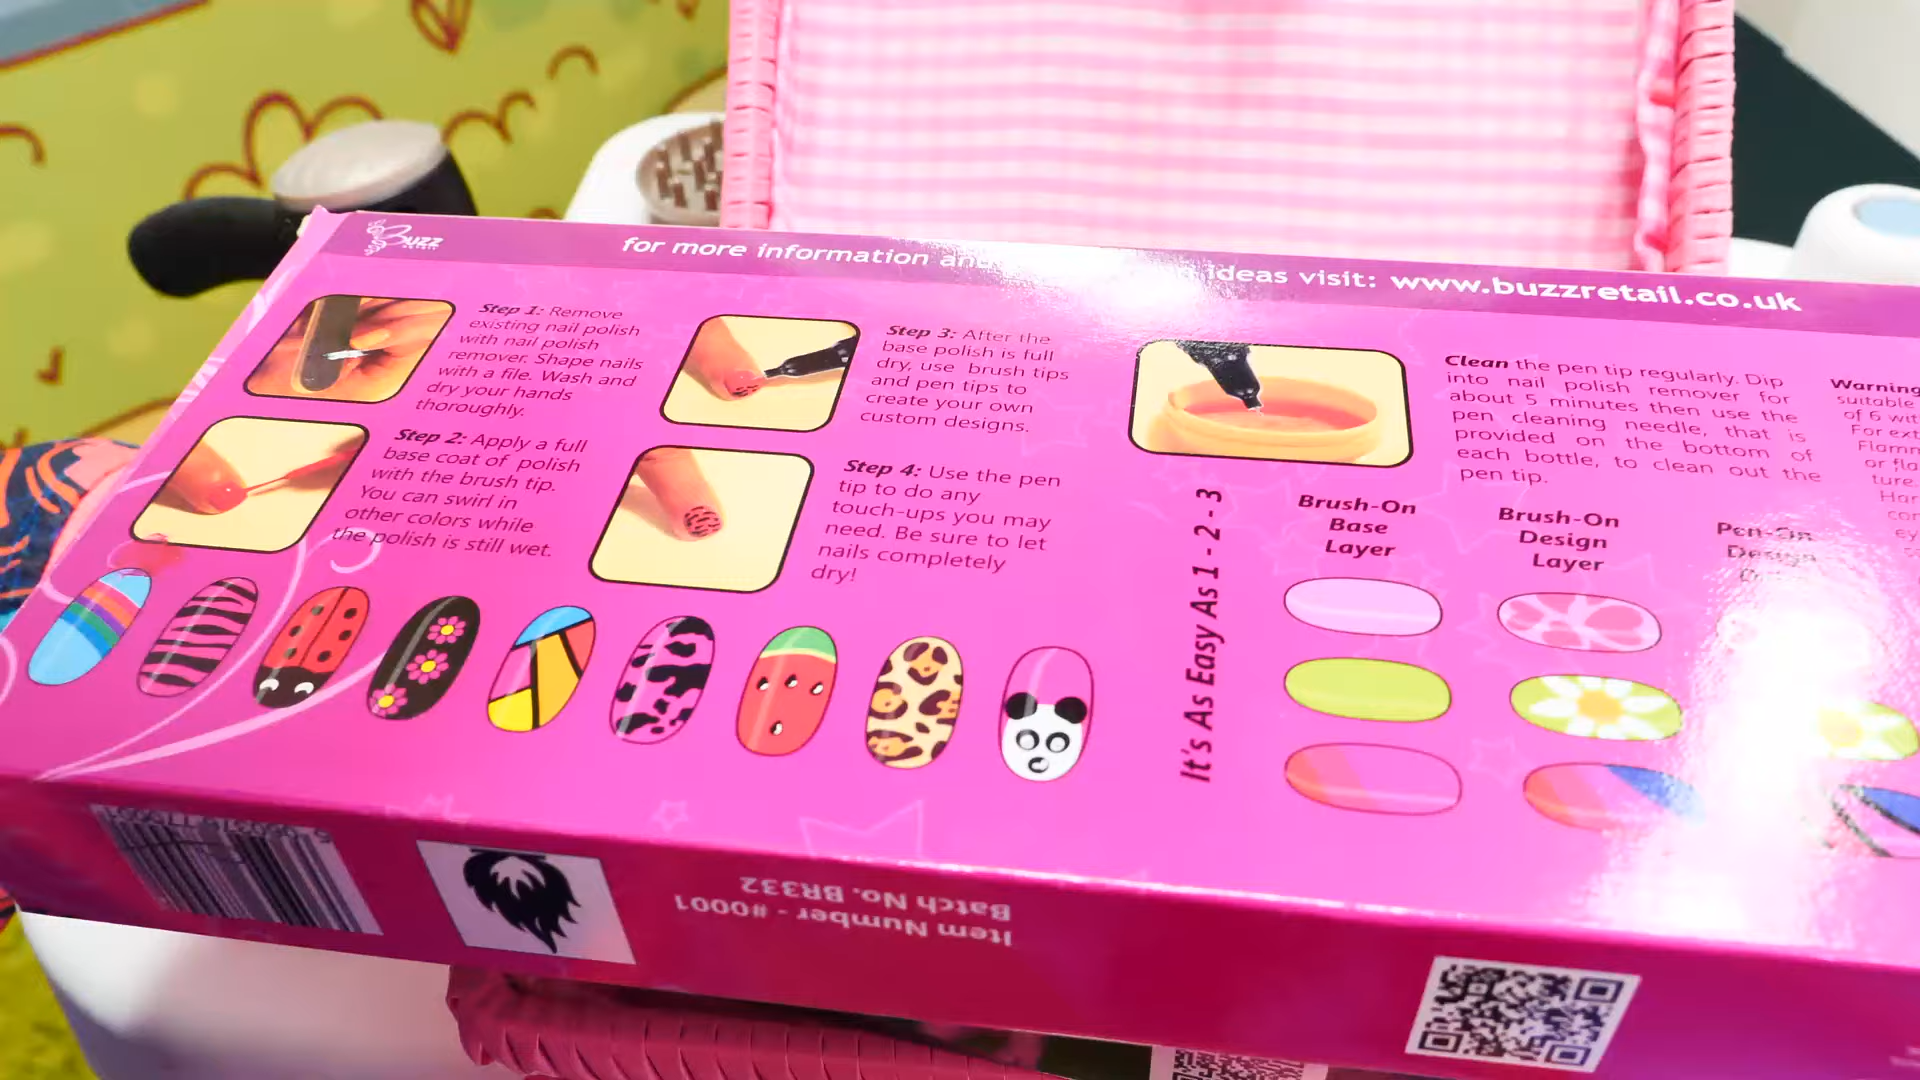 Buzz
for more information an
ideas visit: www.buzzretail.co.uk
Step 1: Remove
existing nail polish
with nail polish
remover. Shape nails
with a file. Wash and
dry your hands
thoroughly.
Step 2: Apply a full
base coat of polish
with the brush tip.
You can swirl in
other colors while
the polish is still wet.
Step 3: After the
base polish is full
dry, use brush tips
and pen tips to
create your own
custom designs.
Step 4: Use the pen
tip to do any
touch-ups you may
need. Be sure to let
nails completely
dry!
Clean the pen tip regularly. Dip
into nail polish remover for
about 5 minutes then use the
pen cleaning needle, that is
provided on the bottom of
each bottle, to clean out the
pen tip.
Warning
suitable
of 6 wit
For ext
Flamm
or fla
ture.
Har
It's As Easy As 1 - 2 - 3
Brush-On
Base
Layer
Brush-On
Design
Layer
Pen-On
Design
Item Number - #0001
Batch No. BR332